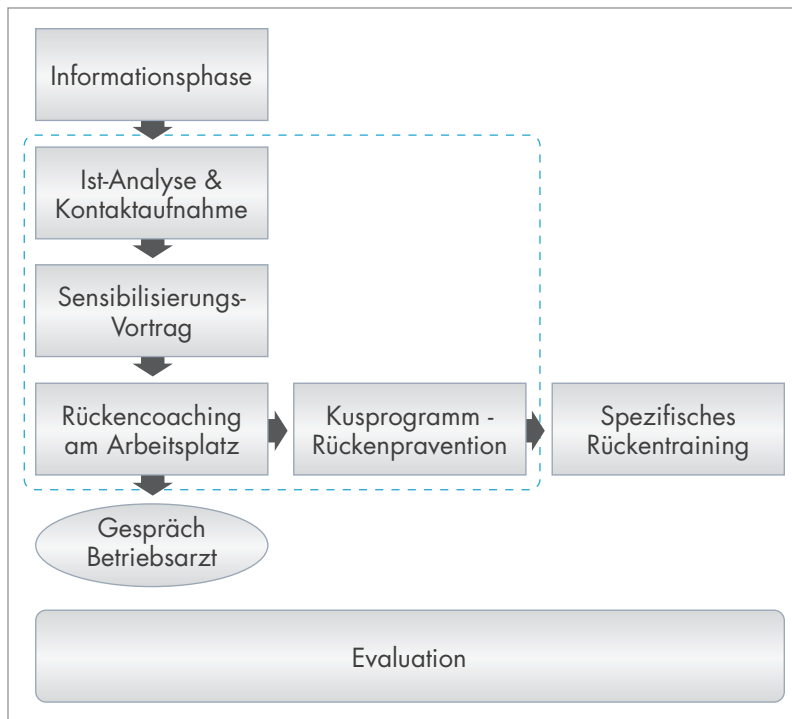 Informationsphase
Ist-Analyse &
Kontaktaufnahme
Sensibilisierungs-
Vortrag
Rückencoaching
am Arbeitsplatz
Kusprogramm -
Rückenpravention
Spezifisches
Rückentraining
Gespräch
Betriebsarzt
Evaluation